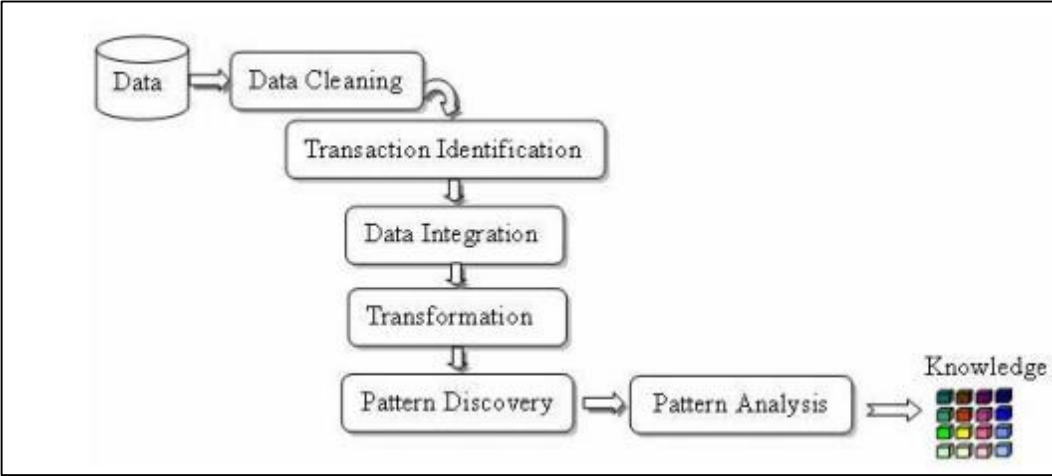 Data
Data Cleaning
Transaction Identification
Data Integration
Transformation
Pattern Discovery
Pattern Analysis
Knowledge